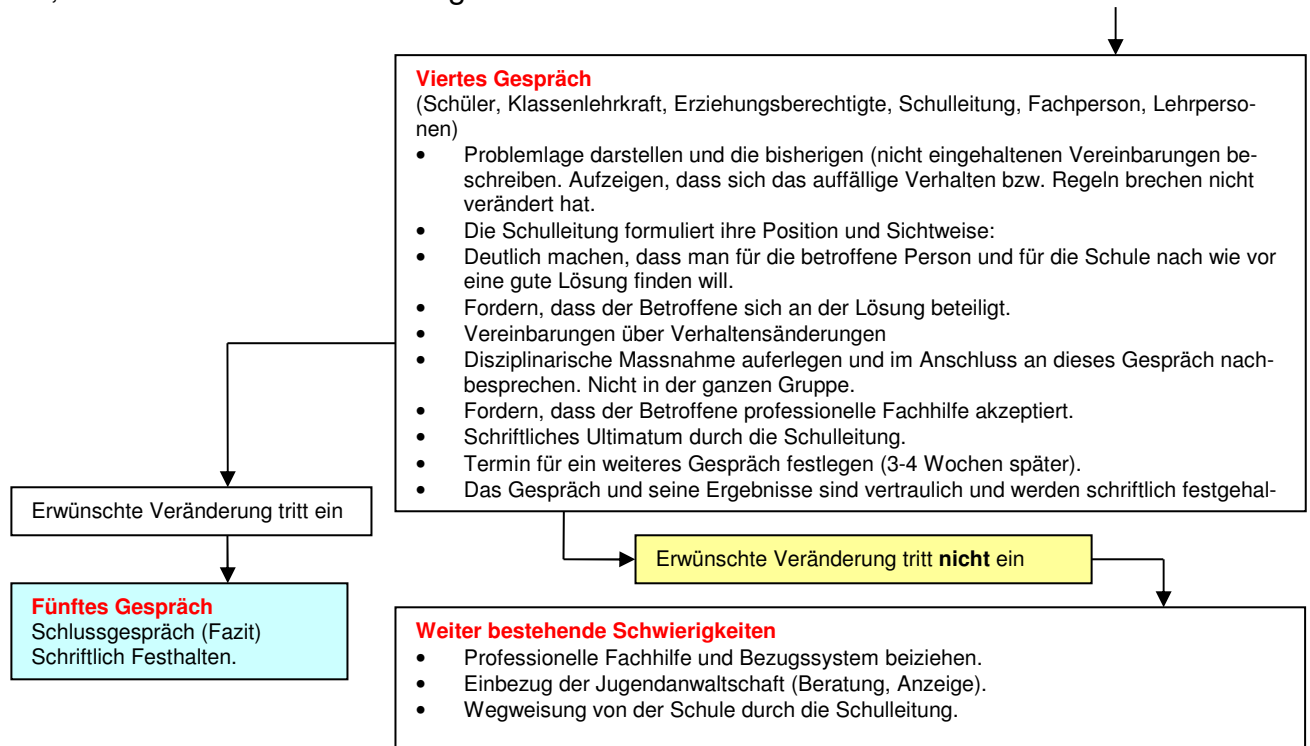 Viertes Gespräch
(Schüler, Klassenlehrkraft, Erziehungsberechtigte, Schulleitung, Fachperson, Lehrperso-
nen)
• Problemlage darstellen und die bisherigen (nicht eingehaltenen Vereinbarungen be-
schreiben. Aufzeigen, dass sich das auffällige Verhalten bzw. Regeln brechen nicht
verändert hat.
• Die Schulleitung formuliert ihre Position und Sichtweise:
• Deutlich machen, dass man für die betroffene Person und für die Schule nach wie vor
eine gute Lösung finden will.
• Fordern, dass der Betroffene sich an der Lösung beteiligt.
• Vereinbarungen über Verhaltensänderungen
• Disziplinarische Massnahme auferlegen und im Anschluss an dieses Gespräch nach-
besprechen. Nicht in der ganzen Gruppe.
• Fordern, dass der Betroffene professionelle Fachhilfe akzeptiert.
• Schriftliches Ultimatum durch die Schulleitung.
• Termin für ein weiteres Gespräch festlegen (3-4 Wochen später).
• Das Gespräch und seine Ergebnisse sind vertraulich und werden schriftlich festgehal-
Erwünschte Veränderung tritt ein
Erwünschte Veränderung tritt nicht ein
Fünftes Gespräch
Schlussgespräch (Fazit)
Schriftlich Festhalten.
Weiter bestehende Schwierigkeiten
• Professionelle Fachhilfe und Bezugssystem beiziehen.
• Einbezug der Jugendanwaltschaft (Beratung, Anzeige).
• Wegweisung von der Schule durch die Schulleitung.